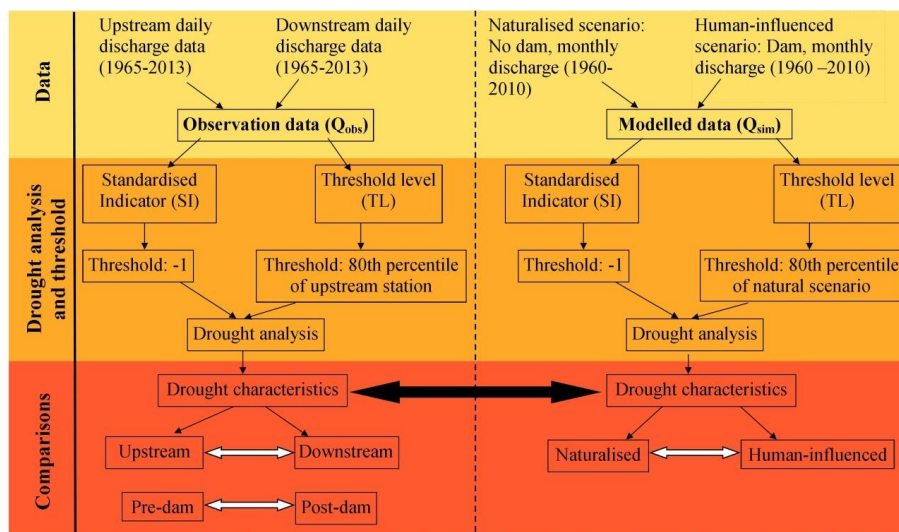 Data
Upstream daily
discharge data
(1965-2013)
Downstream daily
discharge data
(1965-2013)
Observation data (Qobs)
Naturalised scenario:
No dam, monthly
discharge (1960-
2010)
Human-influenced
scenario: Dam, monthly
discharge (1960 –2010)
Modelled data (Qsim)
Drought analysis
and threshold
Standardised
Indicator (SI)
Threshold level
(TL)
Threshold: -1
Threshold: 80th percentile
of upstream station
Drought analysis
Standardised
Indicator (SI)
Threshold level
(TL)
Threshold: -1
Threshold: 80th percentile
of natural scenario
Drought analysis
Comparisons
Drought characteristics
Upstream
Downstream
Pre-dam
Post-dam
Drought characteristics
Naturalised
Human-influenced